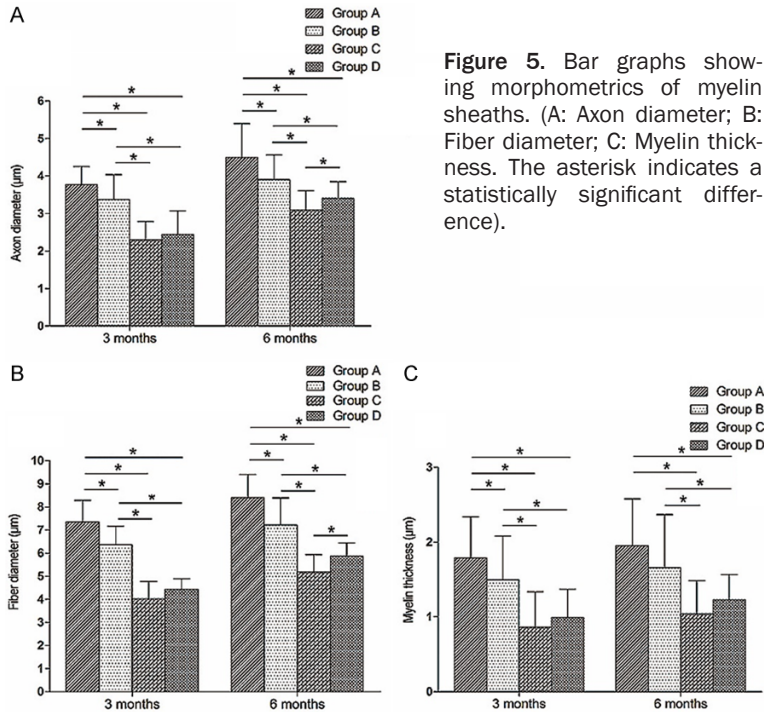 A
Group A
Group B
Group C
Group D
* * * * * * * * * * *
6
5
4
3
2
1
0
Axon diameter (µm)
3 months
6 months
Figure 5. Bar graphs show-
ing morphometrics of myelin
sheaths. (A: Axon diameter; B:
Fiber diameter; C: Myelin thick-
ness. The asterisk indicates a
statistically significant differ-
ence).
B
Group A
Group B
Group C
Group D
* * * * * * * * * * *
10
9
8
7
6
5
4
3
2
1
0
Fiber diameter (µm)
3 months
6 months
C
Group A
Group B
Group C
Group D
* * * * * * * * *
3
2
1
0
Myelin thickness (µm)
3 months
6 months